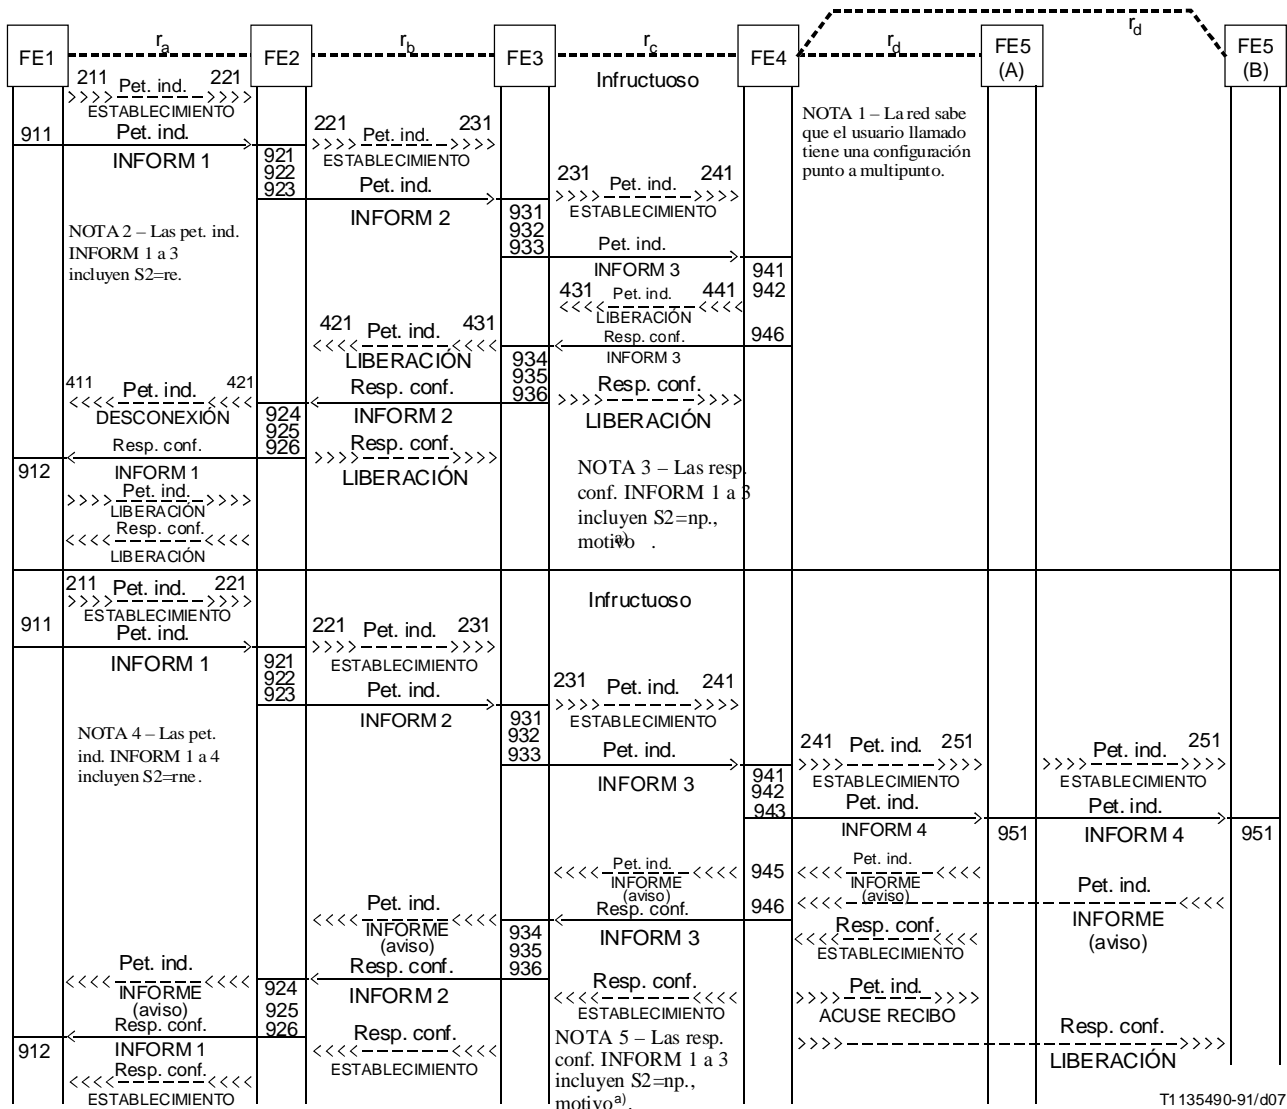 FE1
ra
FE2
rb
FE3
rc
FE4
rd
FE5
(A)
rd
FE5
(B)
Infructuoso
211 Pet. ind. 221
>>>> >>>>
ESTABLECIMIENTO
911 Pet. ind.
INFORM 1
NOTA 1 – La red sabe
que el usuario llamado
tiene una configuración
punto a multipunto.
221 Pet. ind. 231
>>>> >>>>
ESTABLECIMIENTO
921
922
923
Pet. ind.
INFORM 2
231 Pet. ind. 241
>>>> >>>>
ESTABLECIMIENTO
931
932
933
Pet. ind.
INFORM 3
941
942
NOTA 2 – Las pet. ind.
INFORM 1 a 3
incluyen S2=re.
431 Pet. ind. 441
<<<< <<<<
LIBERACIÓN
Resp. conf.
946
INFORM 3
421 Pet. ind. 431
<<<< <<<<
LIBERACIÓN
934
935
936
Resp. conf.
INFORM 2
Resp. conf.
>>>> >>>>
LIBERACIÓN
411 Pet. ind. 421
<<<< <<<<
DESCONEXIÓN
924
925
926
Resp. conf.
912
INFORM 1
Resp. conf.
>>>> >>>>
LIBERACIÓN
Pet. ind.
>>>> >>>>
LIBERACIÓN
Resp. conf.
<<<< <<<<
LIBERACIÓN
NOTA 3 – Las resp.
conf. INFORM 1 a 3
incluyen S2=np.,
motivo a) .
211 Pet. ind. 221
>>>> >>>>
ESTABLECIMIENTO
911 Pet. ind.
INFORM 1
Infructuoso
221 Pet. ind. 231
>>>> >>>>
ESTABLECIMIENTO
921
922
923
Pet. ind.
INFORM 2
231 Pet. ind. 241
>>>> >>>>
ESTABLECIMIENTO
931
932
933
Pet. ind.
INFORM 3
NOTA 4 – Las pet.
ind. INFORM 1 a 4
incluyen S2=rne.
241 Pet. ind. 251
>>>> >>>>
ESTABLECIMIENTO
Pet. ind. 251
>>>> >>>>
ESTABLECIMIENTO
941
942
943
Pet. ind.
INFORM 4
951
Pet. ind.
INFORM 4
951
Pet. ind.
<<<< <<<<
INFORME
(aviso)
945
Pet. ind.
<<<< <<<<
INFORME
(aviso)
Pet. ind.
<<<< <<<<
INFORME
(aviso)
Resp. conf.
946
INFORM 3
Pet. ind.
<<<< <<<<
INFORME
(aviso)
934
935
936
Resp. conf.
INFORM 2
Resp. conf.
<<<< <<<<
ESTABLECIMIENTO
Pet. ind.
<<<< <<<<
INFORME
(aviso)
924
925
926
Resp. conf.
912
INFORM 1
Resp. conf.
<<<< <<<<
ESTABLECIMIENTO
Resp. conf.
<<<< <<<<
ESTABLECIMIENTO
Resp. conf.
<<<< <<<<
ESTABLECIMIENTO
Pet. ind.
>>>> >>>>
ACUSE RECIBO
Resp. conf.
>>>> >>>>
LIBERACIÓN
NOTA 5 – Las resp.
conf. INFORM 1 a 3
incluyen S2=np.,
motivo a).
T1135490-91/d07